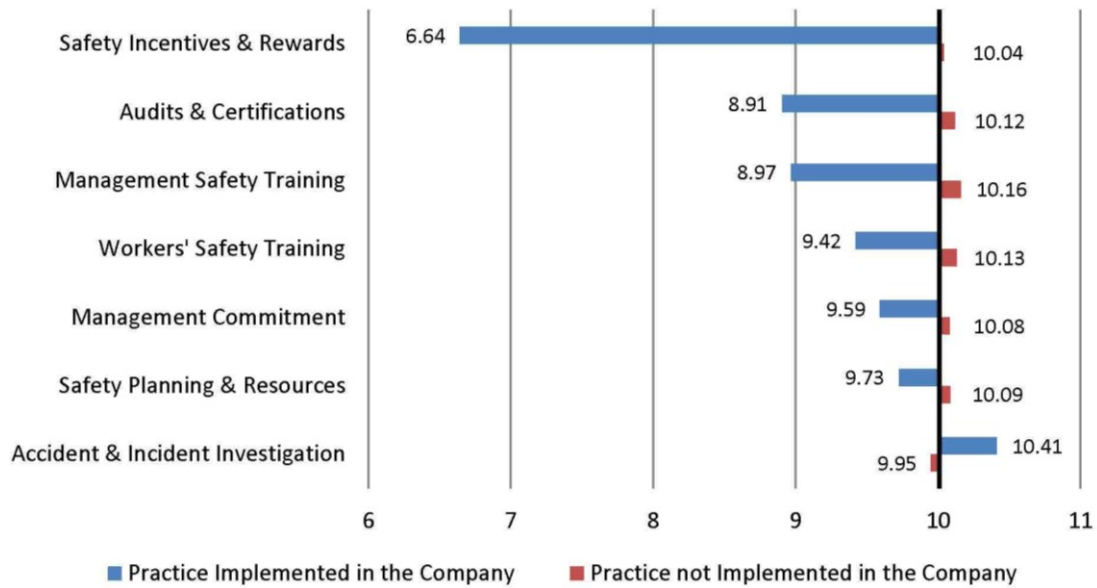 Safety Incentives & Rewards 6.64 10.04
Audits & Certifications 8.91 10.12
Management Safety Training 8.97 10.16
Workers' Safety Training 9.42 10.13
Management Commitment 9.59 10.08
Safety Planning & Resources 9.73 10.09
Accident & Incident Investigation 9.95 10.41
6 7 8 9 10 11
Practice Implemented in the Company Practice not Implemented in the Company